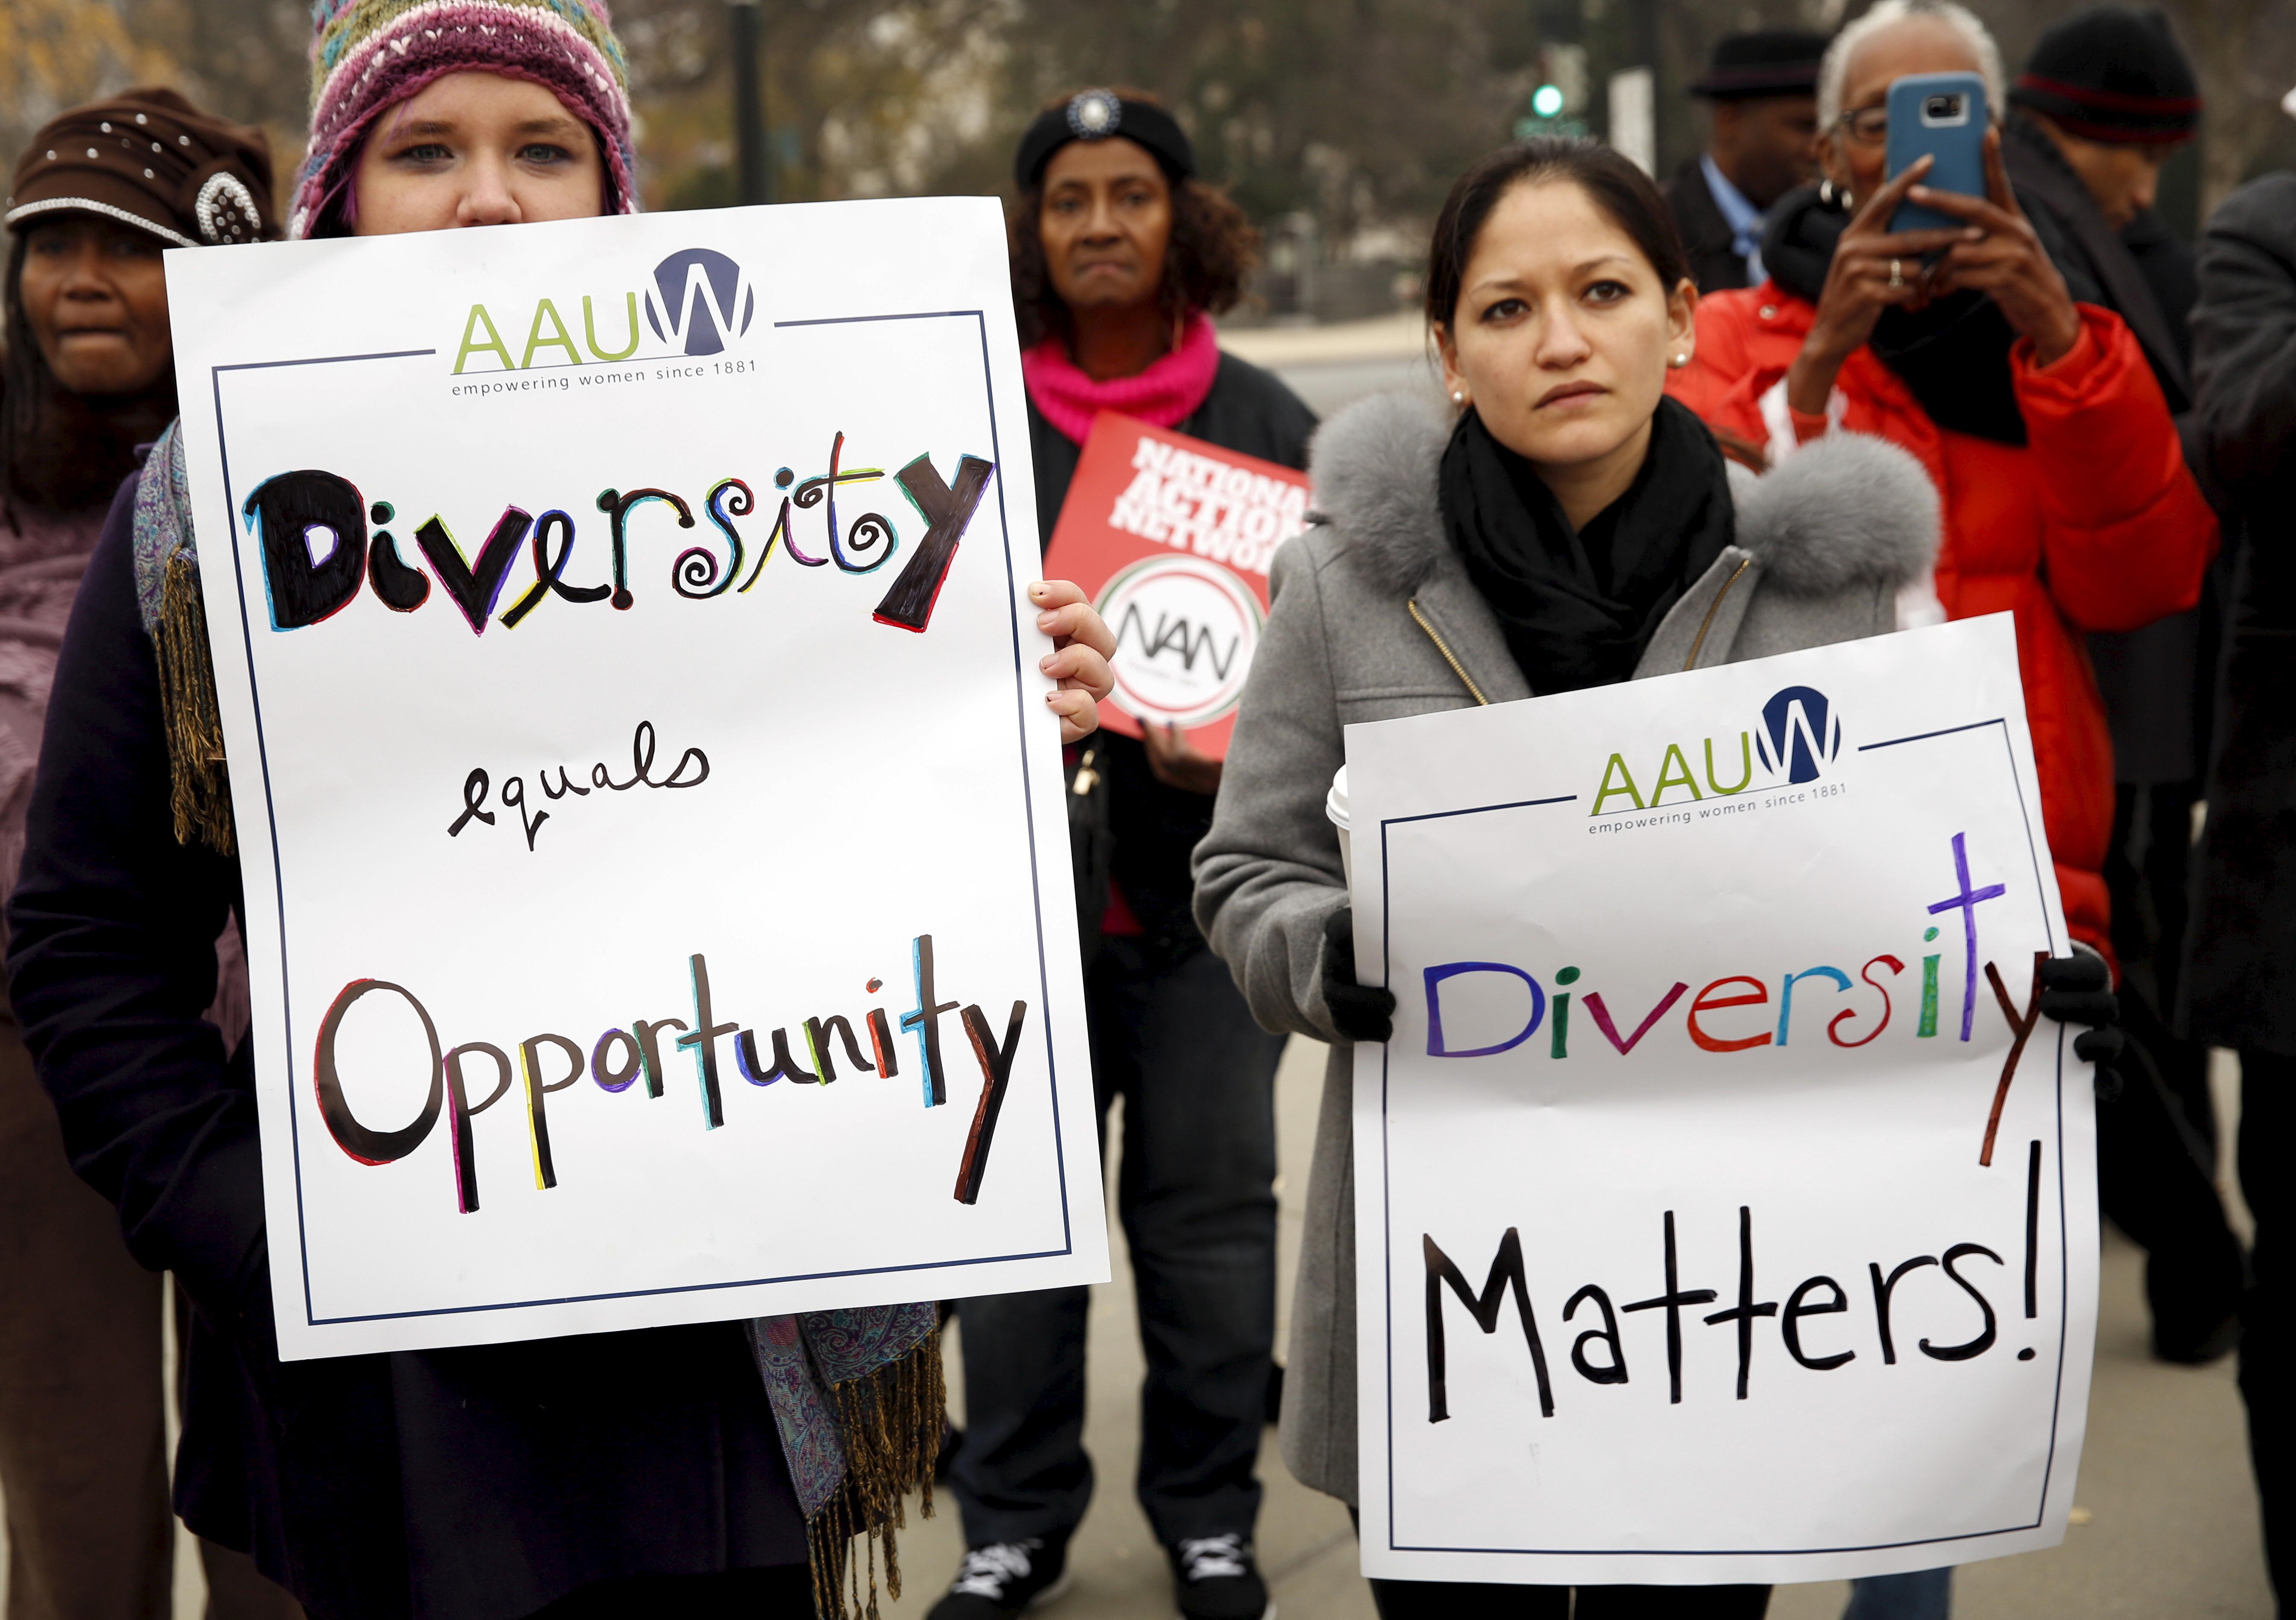 AAUW
empowering women since 1881
Diversity
equals
Opportunity
NATIONAL
ACTION
NETWORK
NAN
AAUW
empowering women since 1881
Diversity
Matters!